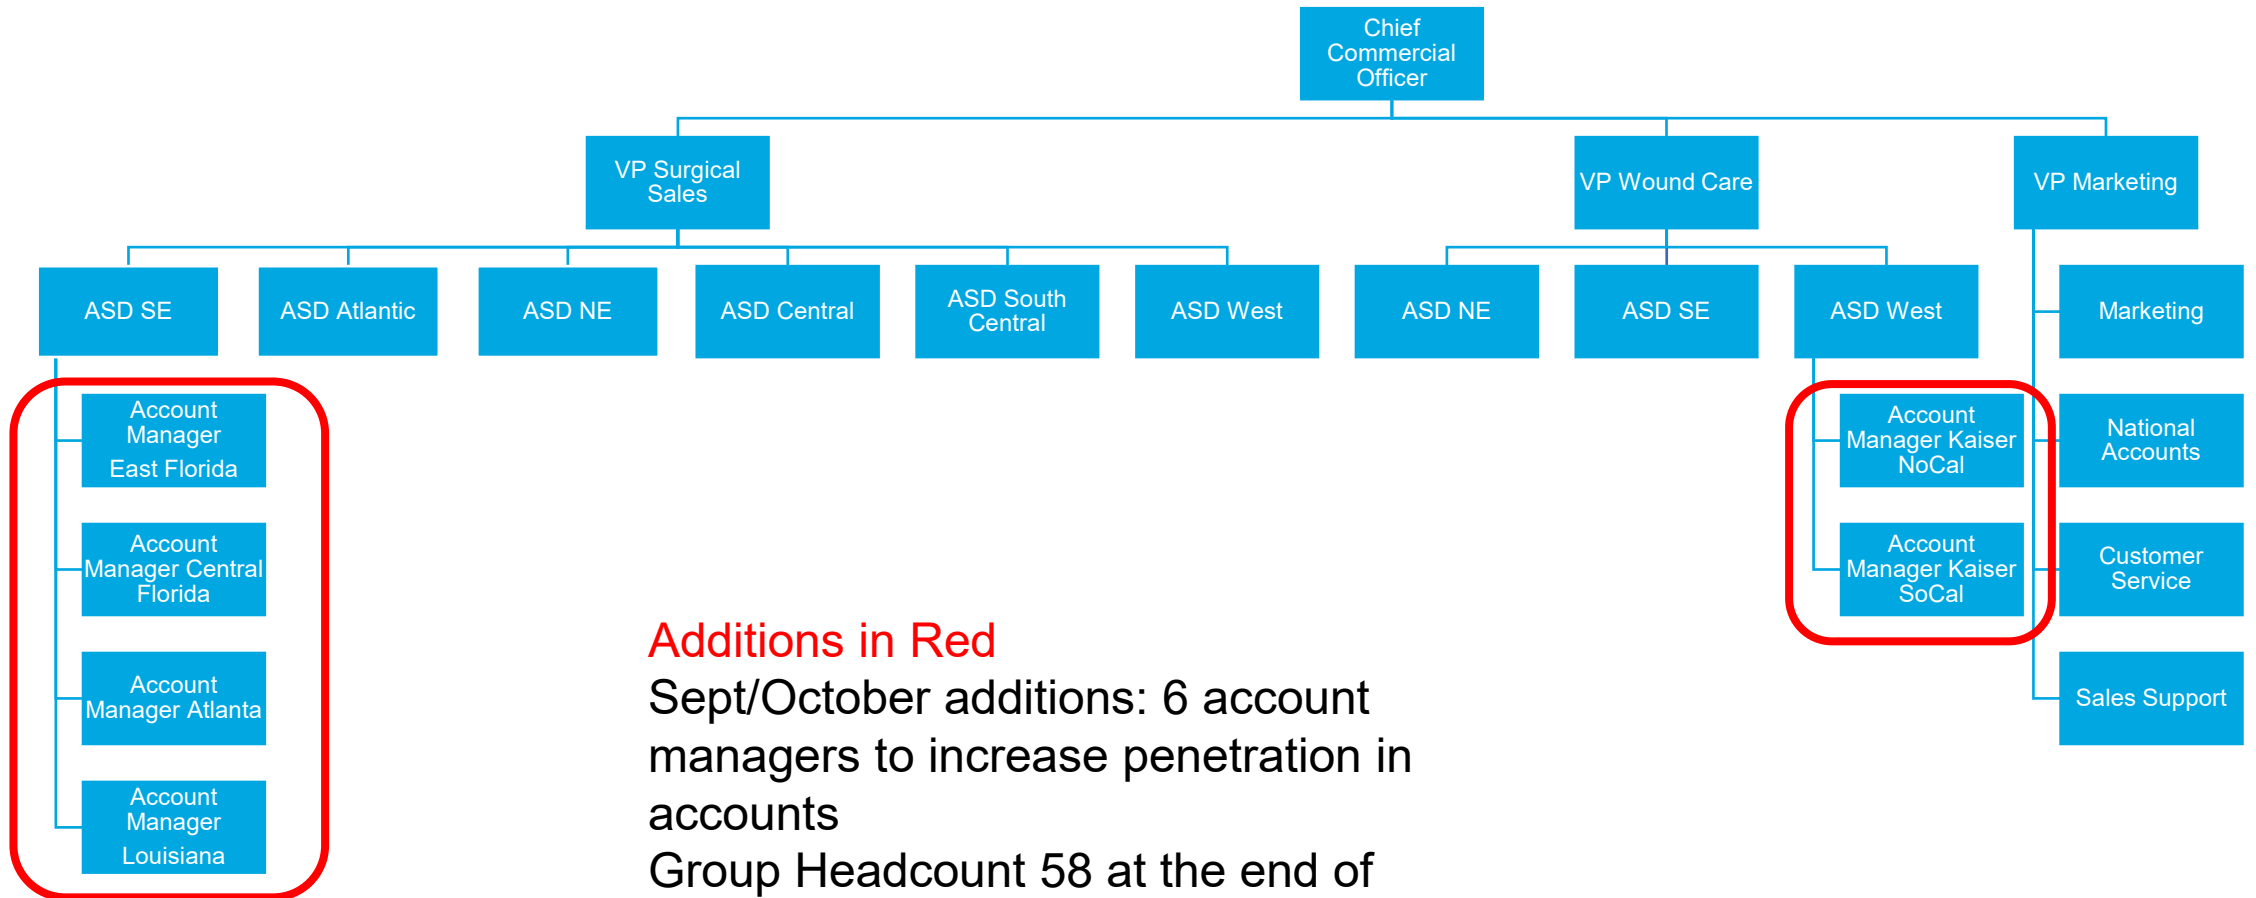 Chief
Commercial
Officer
VP Surgical
Sales
VP Wound Care
VP Marketing
ASD SE
ASD Atlantic
ASD NE
ASD Central
ASD South
Central
ASD West
ASD NE
ASD SE
ASD West
Marketing
Account
Manager
East Florida
Account
Manager Kaiser
NoCal
National
Accounts
Account
Manager Central
Florida
Account
Manager Kaiser
SoCal
Customer
Service
Account
Manager Atlanta
Sales Support
Account
Manager
Louisiana
Additions in Red
Sept/October additions: 6 account
managers to increase penetration in
accounts
Group Headcount 58 at the end of